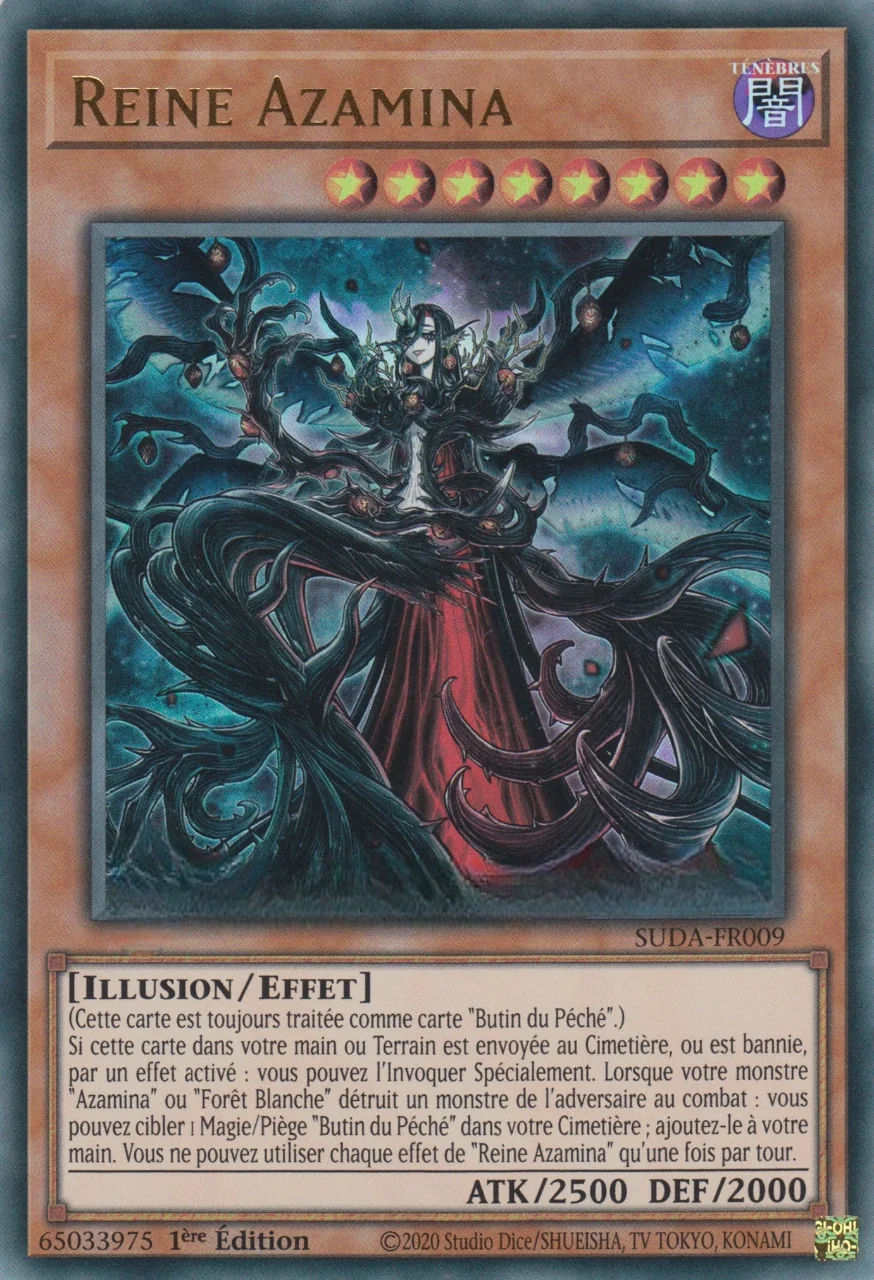 REINE AZAMINA
TÉNÈBRES
闇
SUDA-FR009
[ILLUSION/EFFET]
(Cette carte est toujours traitée comme carte "Butin du Péché".)
Si cette carte dans votre main ou Terrain est envoyée au Cimetière, ou est bannie,
par un effet activé : vous pouvez l'Invoquer Spécialement. Lorsque votre monstre
"Azamina" ou "Forêt Blanche" détruit un monstre de l'adversaire au combat : vous
pouvez cibler 1 Magie/Piège "Butin du Péché" dans votre Cimetière ; ajoutez-le à votre
main. Vous ne pouvez utiliser chaque effet de "Reine Azamina" qu'une fois par tour.
ATK/2500 DEF/2000
65033975 1ère Édition
©2020 Studio Dice/SHUEISHA, TV TOKYO, KONAMI